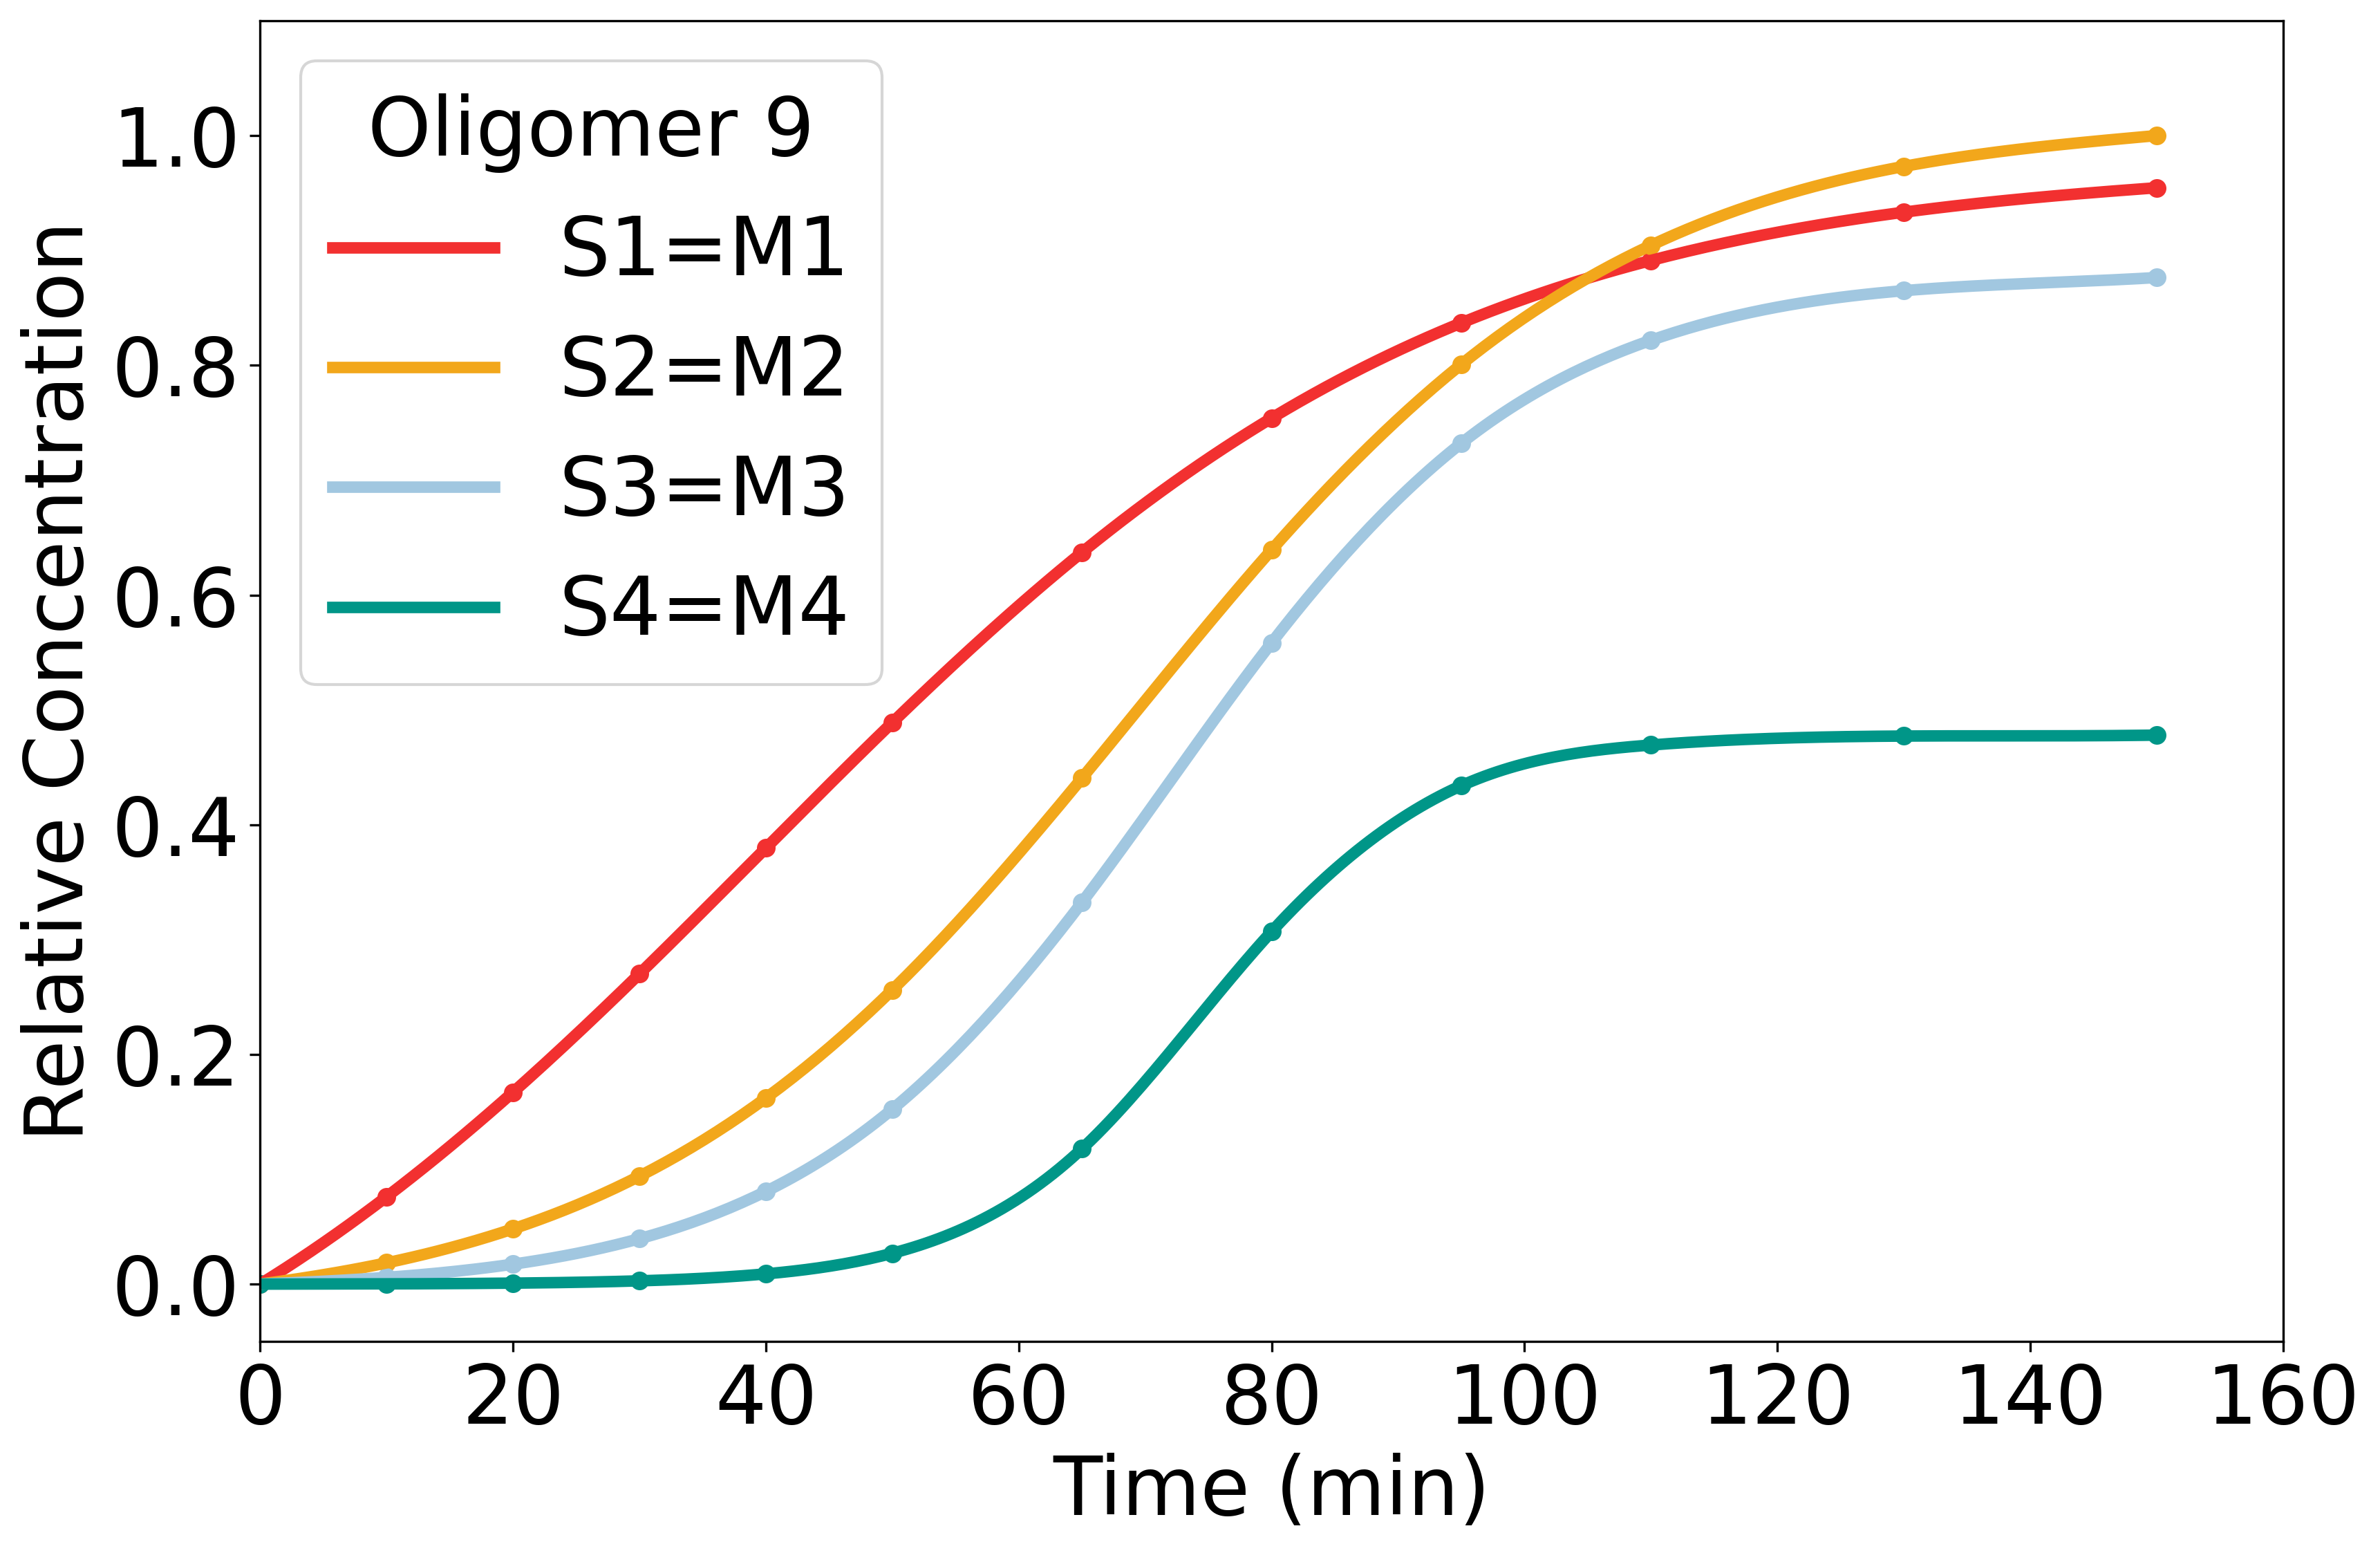 Oligomer 9
S1=M1
S2=M2
S3=M3
S4=M4
Relative Concentration
1.0
0.8
0.6
0.4
0.2
0.0
0 20 40 60 80 100 120 140 160
Time (min)